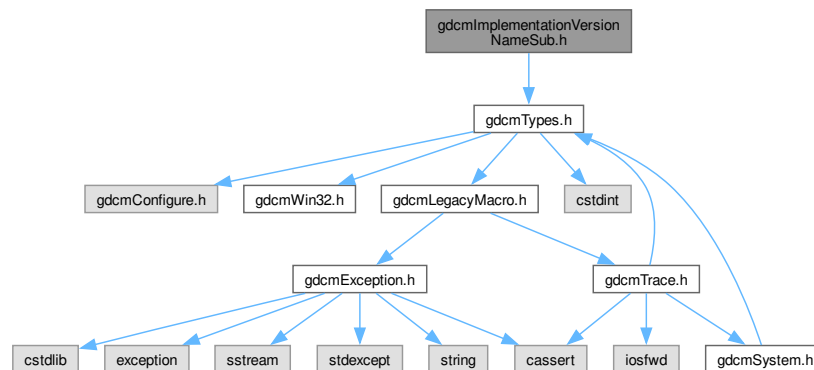 gdcmImplementationVersion
NameSub.h
gdcmTypes.h
gdcmConfigure.h
gdcmWin32.h
gdcmLegacyMacro.h
cstdint
gdcmException.h
gdcmTrace.h
cstdlib
exception
sstream
stdexcept
string
cassert
iosfwd
gdcmSystem.h